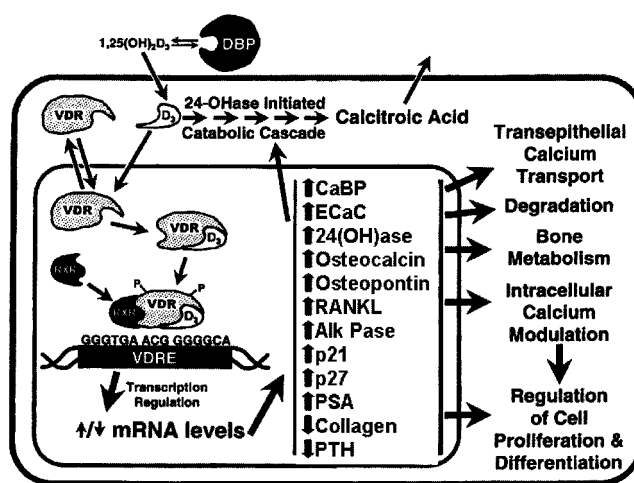 1,25(OH)₂D₃
DBP
VDR
D₃
24-OHase Initiated
Catabolic Cascade
Calcitroic Acid
VDR
VDR
D₃
RXR
P
P
VDR
RXR
D₃
GGGTGA ACG GGGGCA
VDRE
Transcription
Regulation
↑/↓ mRNA levels
↑CaBP
↑ECaC
↑24(OH)ase
↑Osteocalcin
↑Osteopontin
↑RANKL
↑Alk Pase
↑p21
↑p27
↑PSA
↓Collagen
↓PTH
Transepithelial
Calcium
Transport
Degradation
Bone
Metabolism
Intracellular
Calcium
Modulation
Regulation
of Cell
Proliferation &
Differentiation